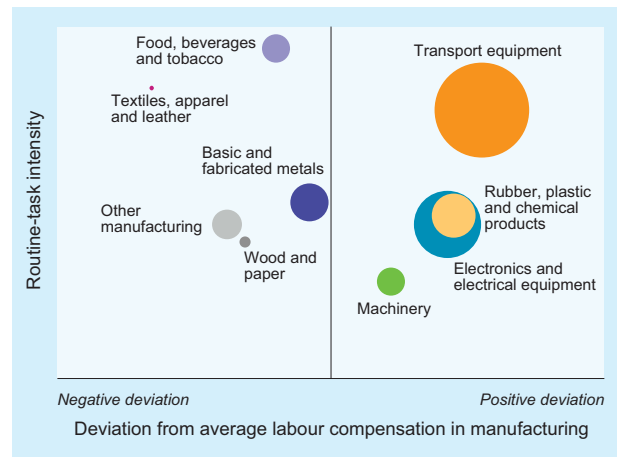 Food, beverages
and tobacco
Transport equipment
Textiles, apparel
and leather
Basic and
fabricated metals
Rubber, plastic
and chemical
products
Other
manufacturing
Wood and
paper
Electronics and
electrical equipment
Machinery
Routine-task intensity
Negative deviation
Positive deviation
Deviation from average labour compensation in manufacturing